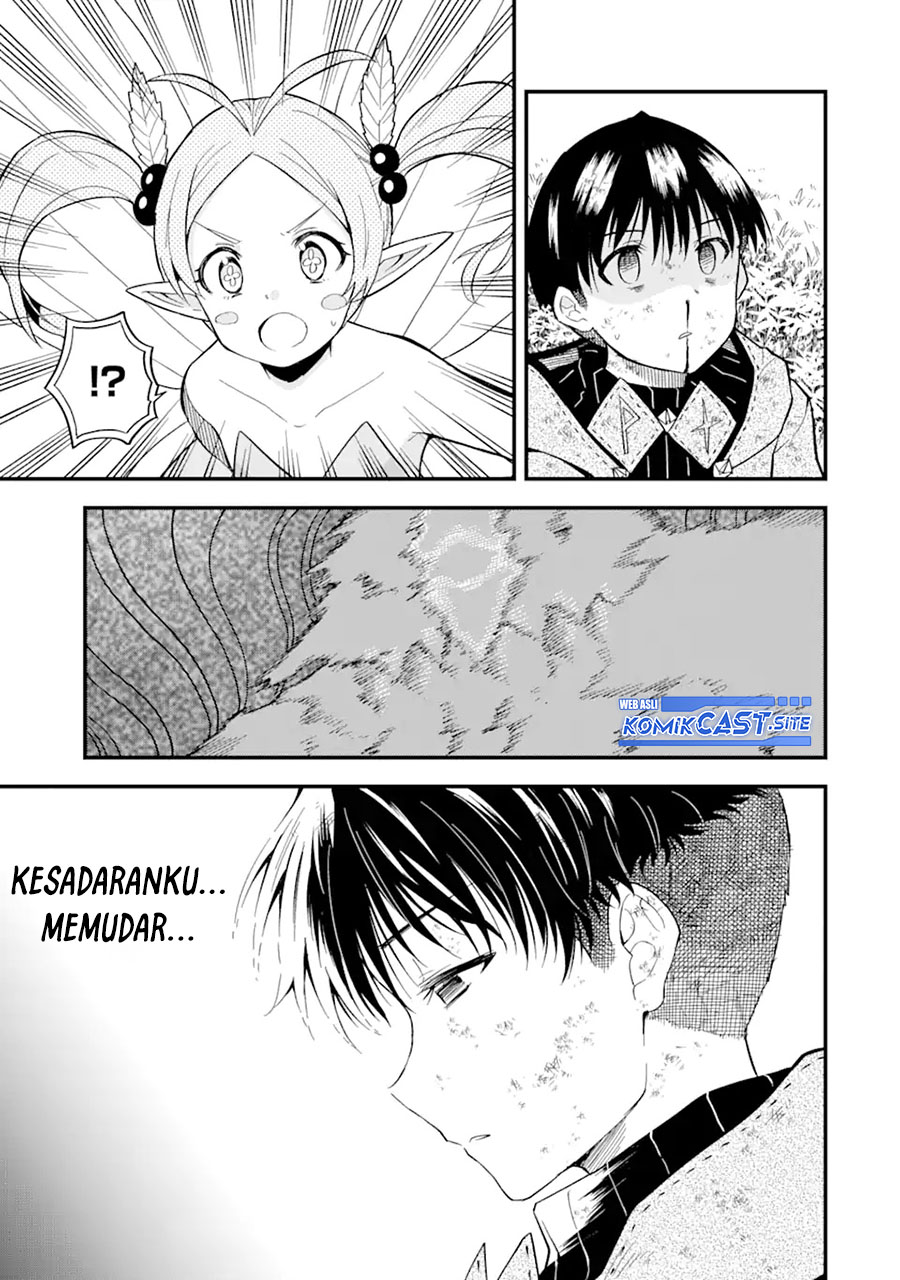 !?
WEB ASLI
KOMIKCAST.SITE
KESADARANKU...
MEMUDAR...